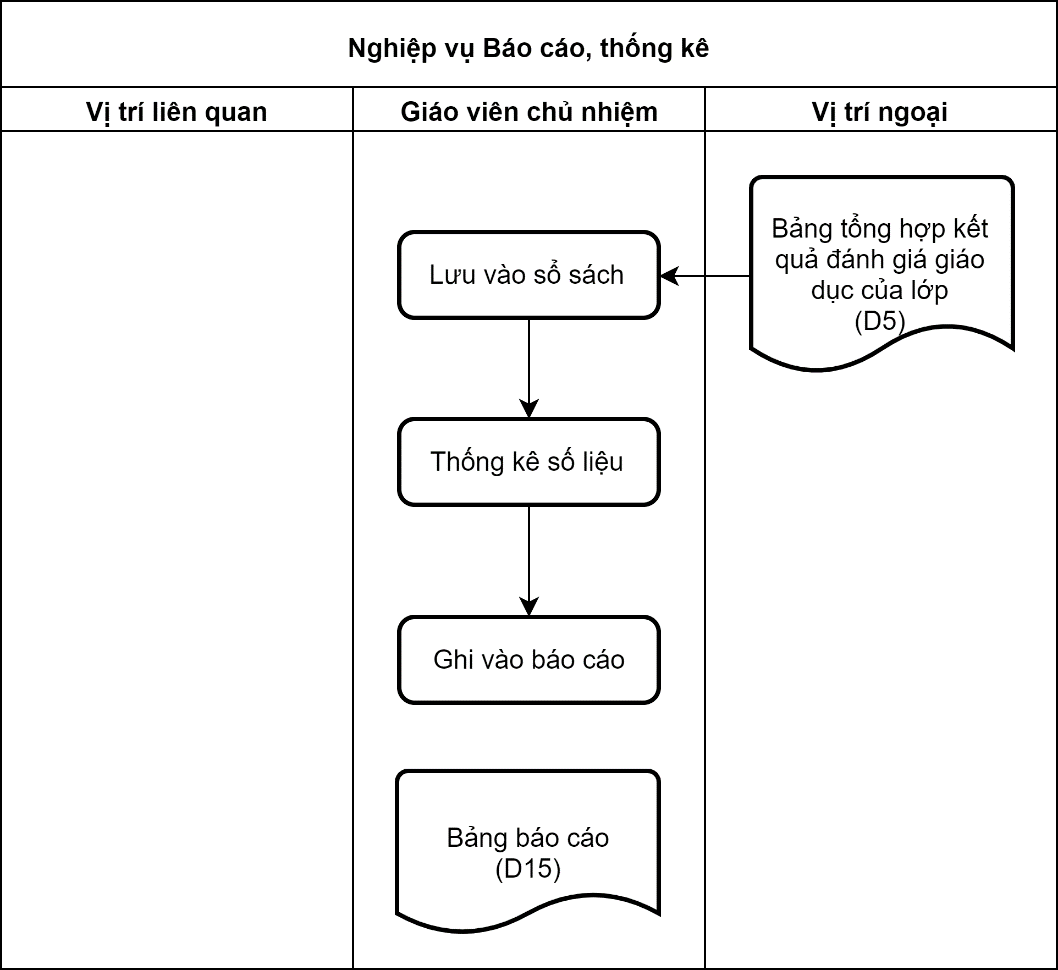 Nghiệp vụ Báo cáo, thống kê
Vị trí liên quan
Giáo viên chủ nhiệm
Vị trí ngoại
Bảng tổng hợp kết
quả đánh giá giáo
dục của lớp
(D5)
Lưu vào sổ sách
Thống kê số liệu
Ghi vào báo cáo
Bảng báo cáo
(D15)